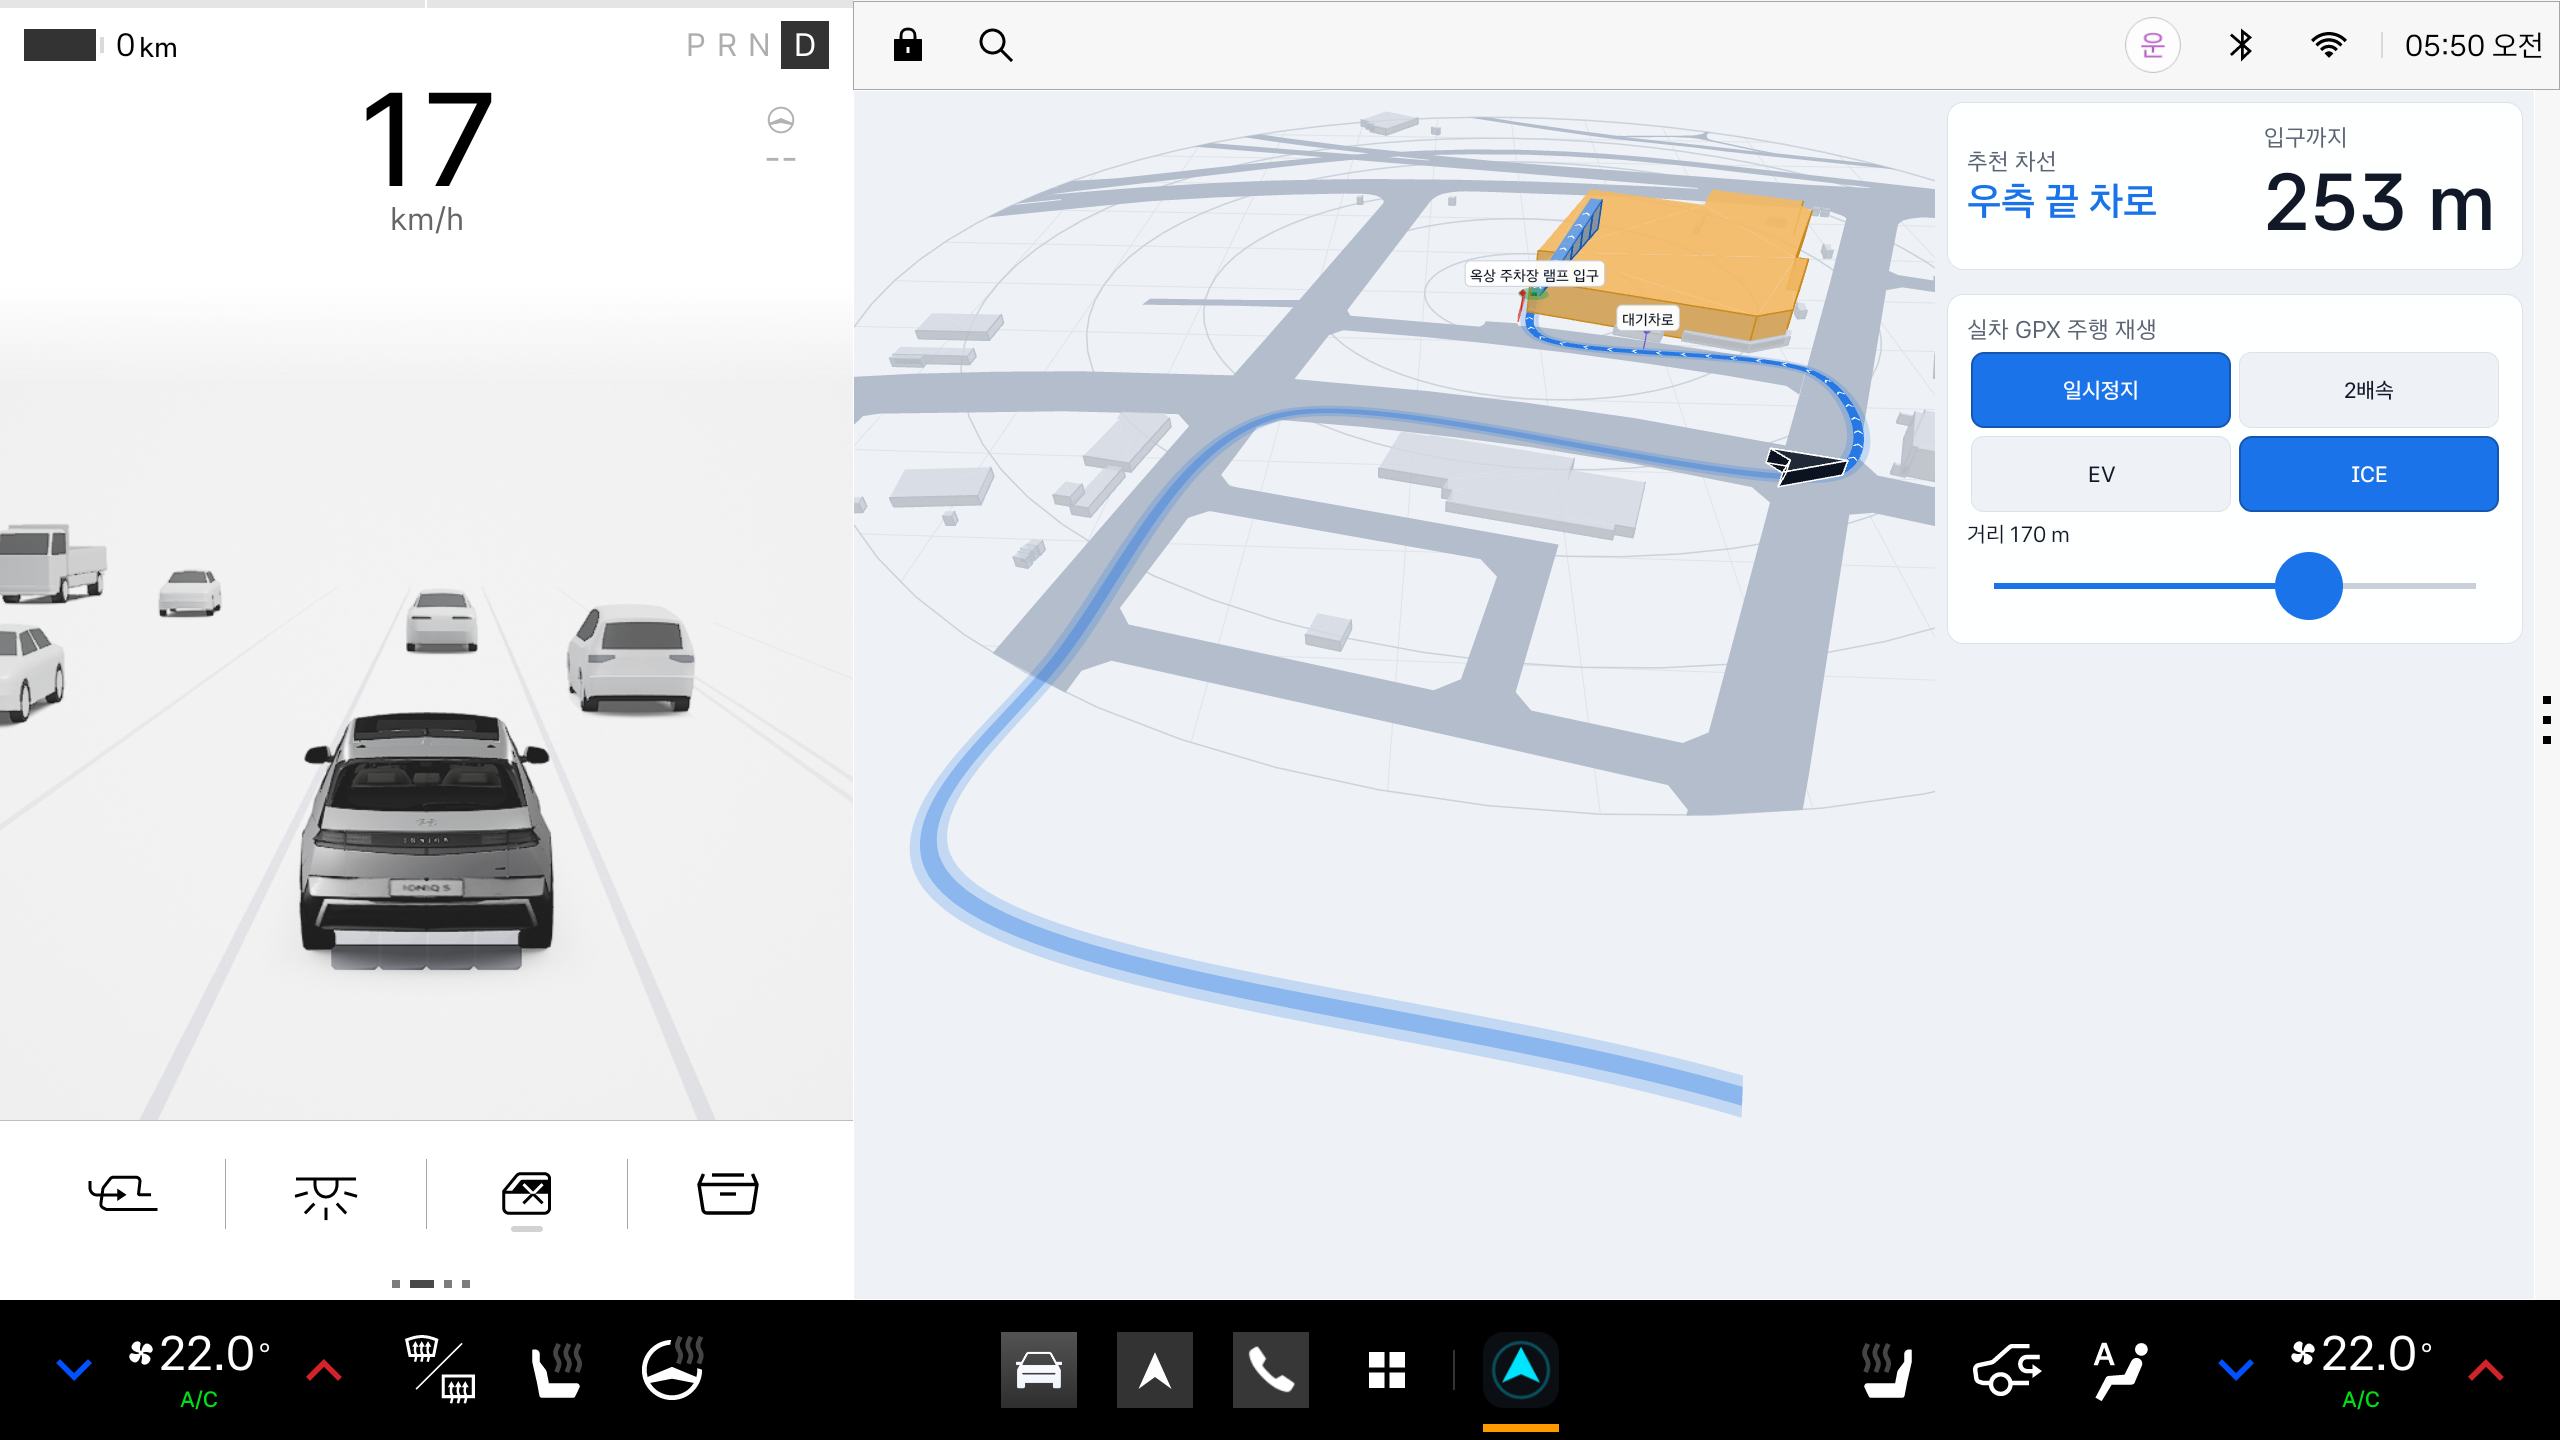 0 km
P R N D
17
km/h
--
IONIQ 5
운
05:50 오전
추천 차선
우측 끝 차로
입구까지
253 m
옥상 주차장 램프 입구
대기차로
실차 GPX 주행 재생
일시정지
2배속
EV
ICE
거리 170 m
22.0°
A/C
A
22.0°
A/C